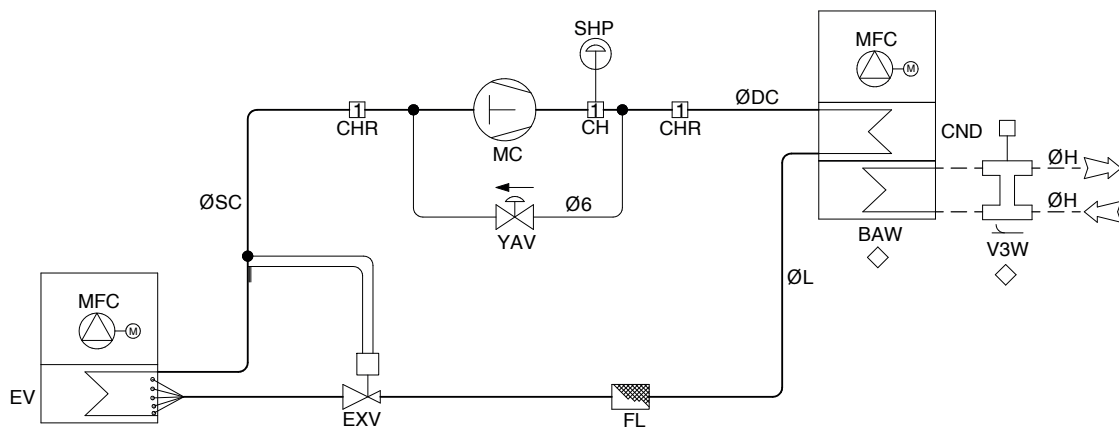 SHP
MFC
M
1
1
1
ØDC
CHR
CH
CHR
CND
MC
ØH
ØSC
Ø6
ØH
YAV
BAW
V3W
ØL
MFC
M
EV
EXV
FL